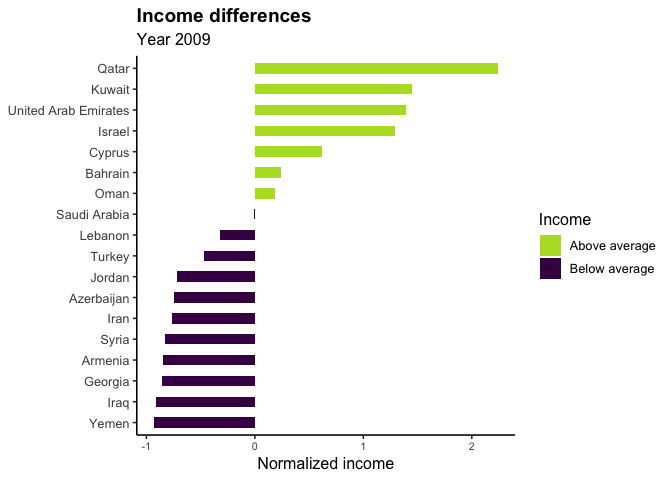 Income differences
Year 2009
Qatar
Kuwait
United Arab Emirates
Israel
Cyprus
Bahrain
Oman
Saudi Arabia
Lebanon
Turkey
Jordan
Azerbaijan
Iran
Syria
Armenia
Georgia
Iraq
Yemen
-1 0 1 2
Normalized income
Income
Above average
Below average